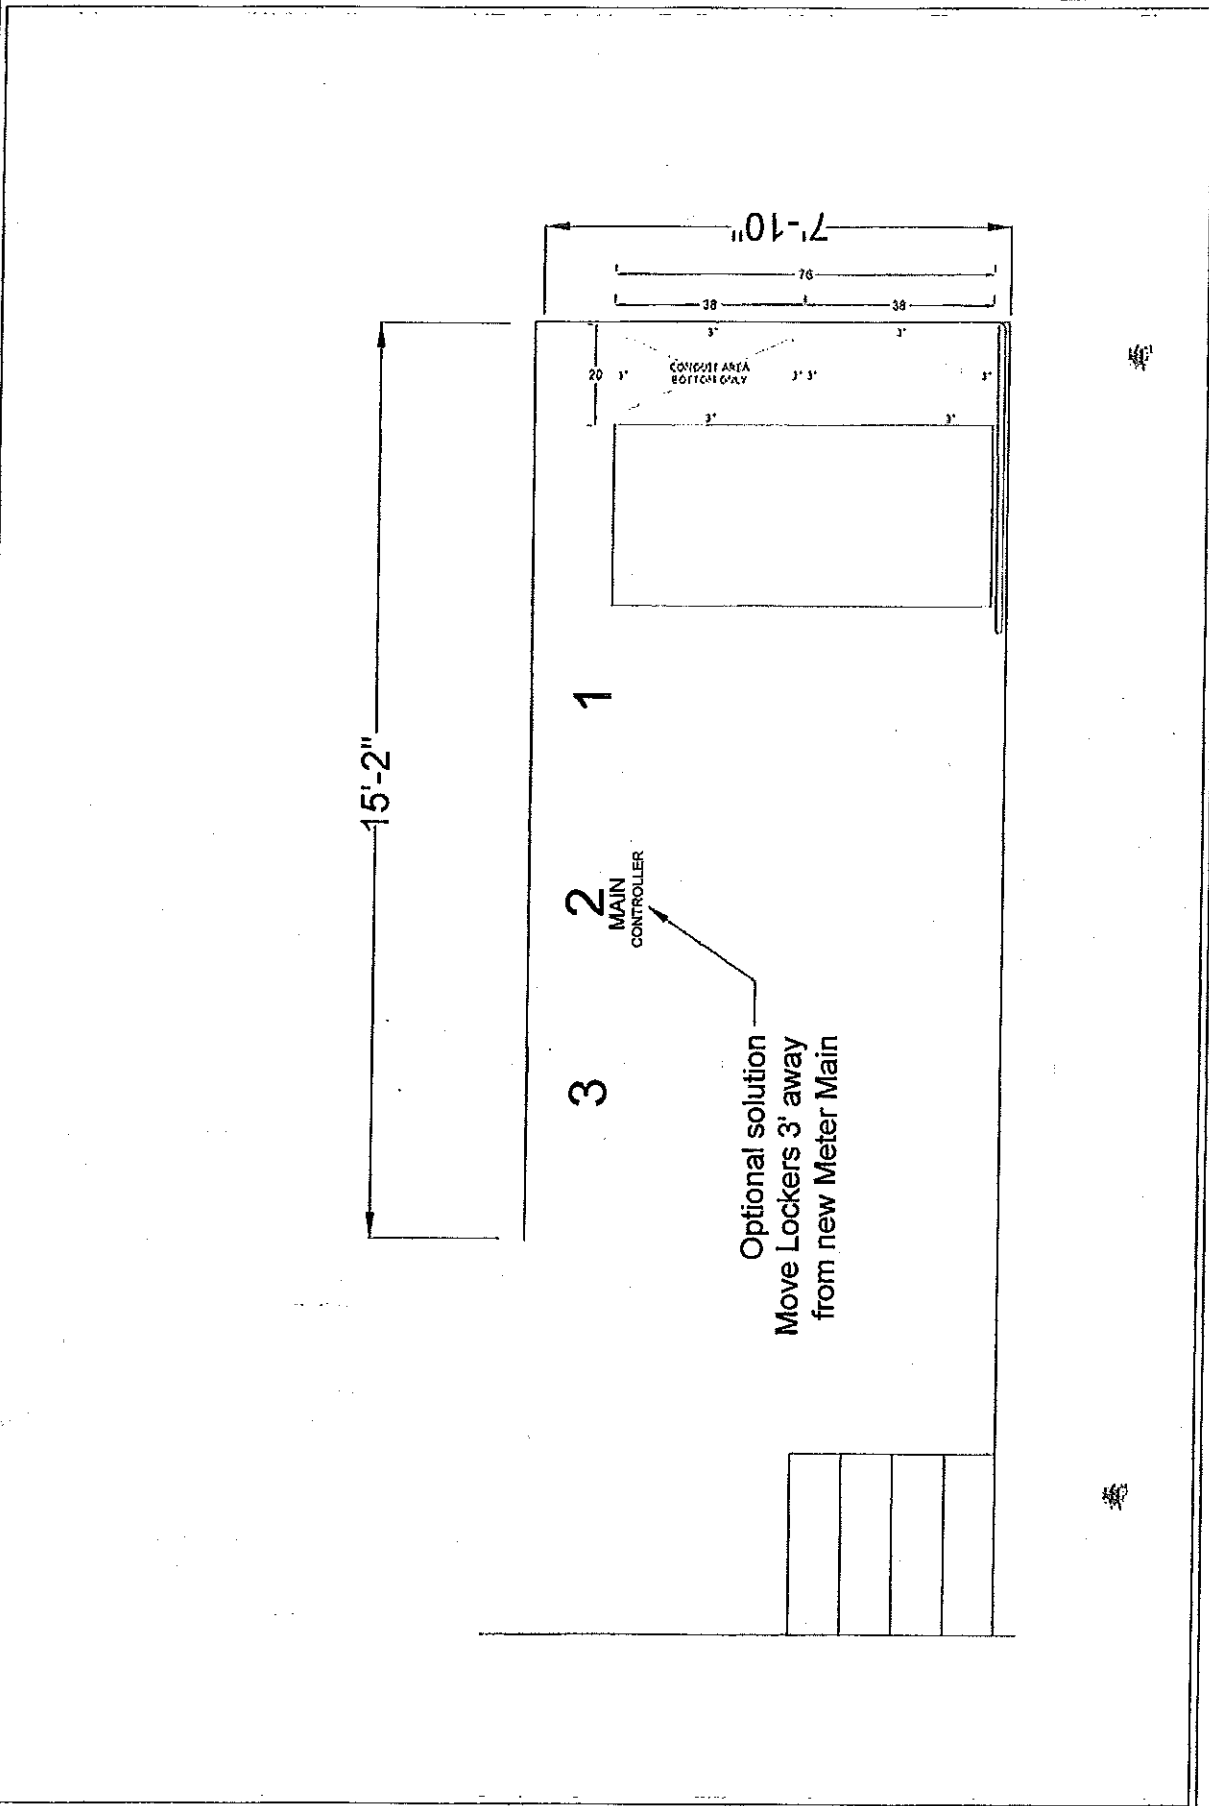 15'-2"
7'-10"
76
38
38
20
3"
3"
3"
3" 3"
3"
3"
3"
CONDUIT AREA
BOTTOM ONLY
1
2
MAIN
CONTROLLER
3
Optional solution
Move Lockers 3' away
from new Meter Main